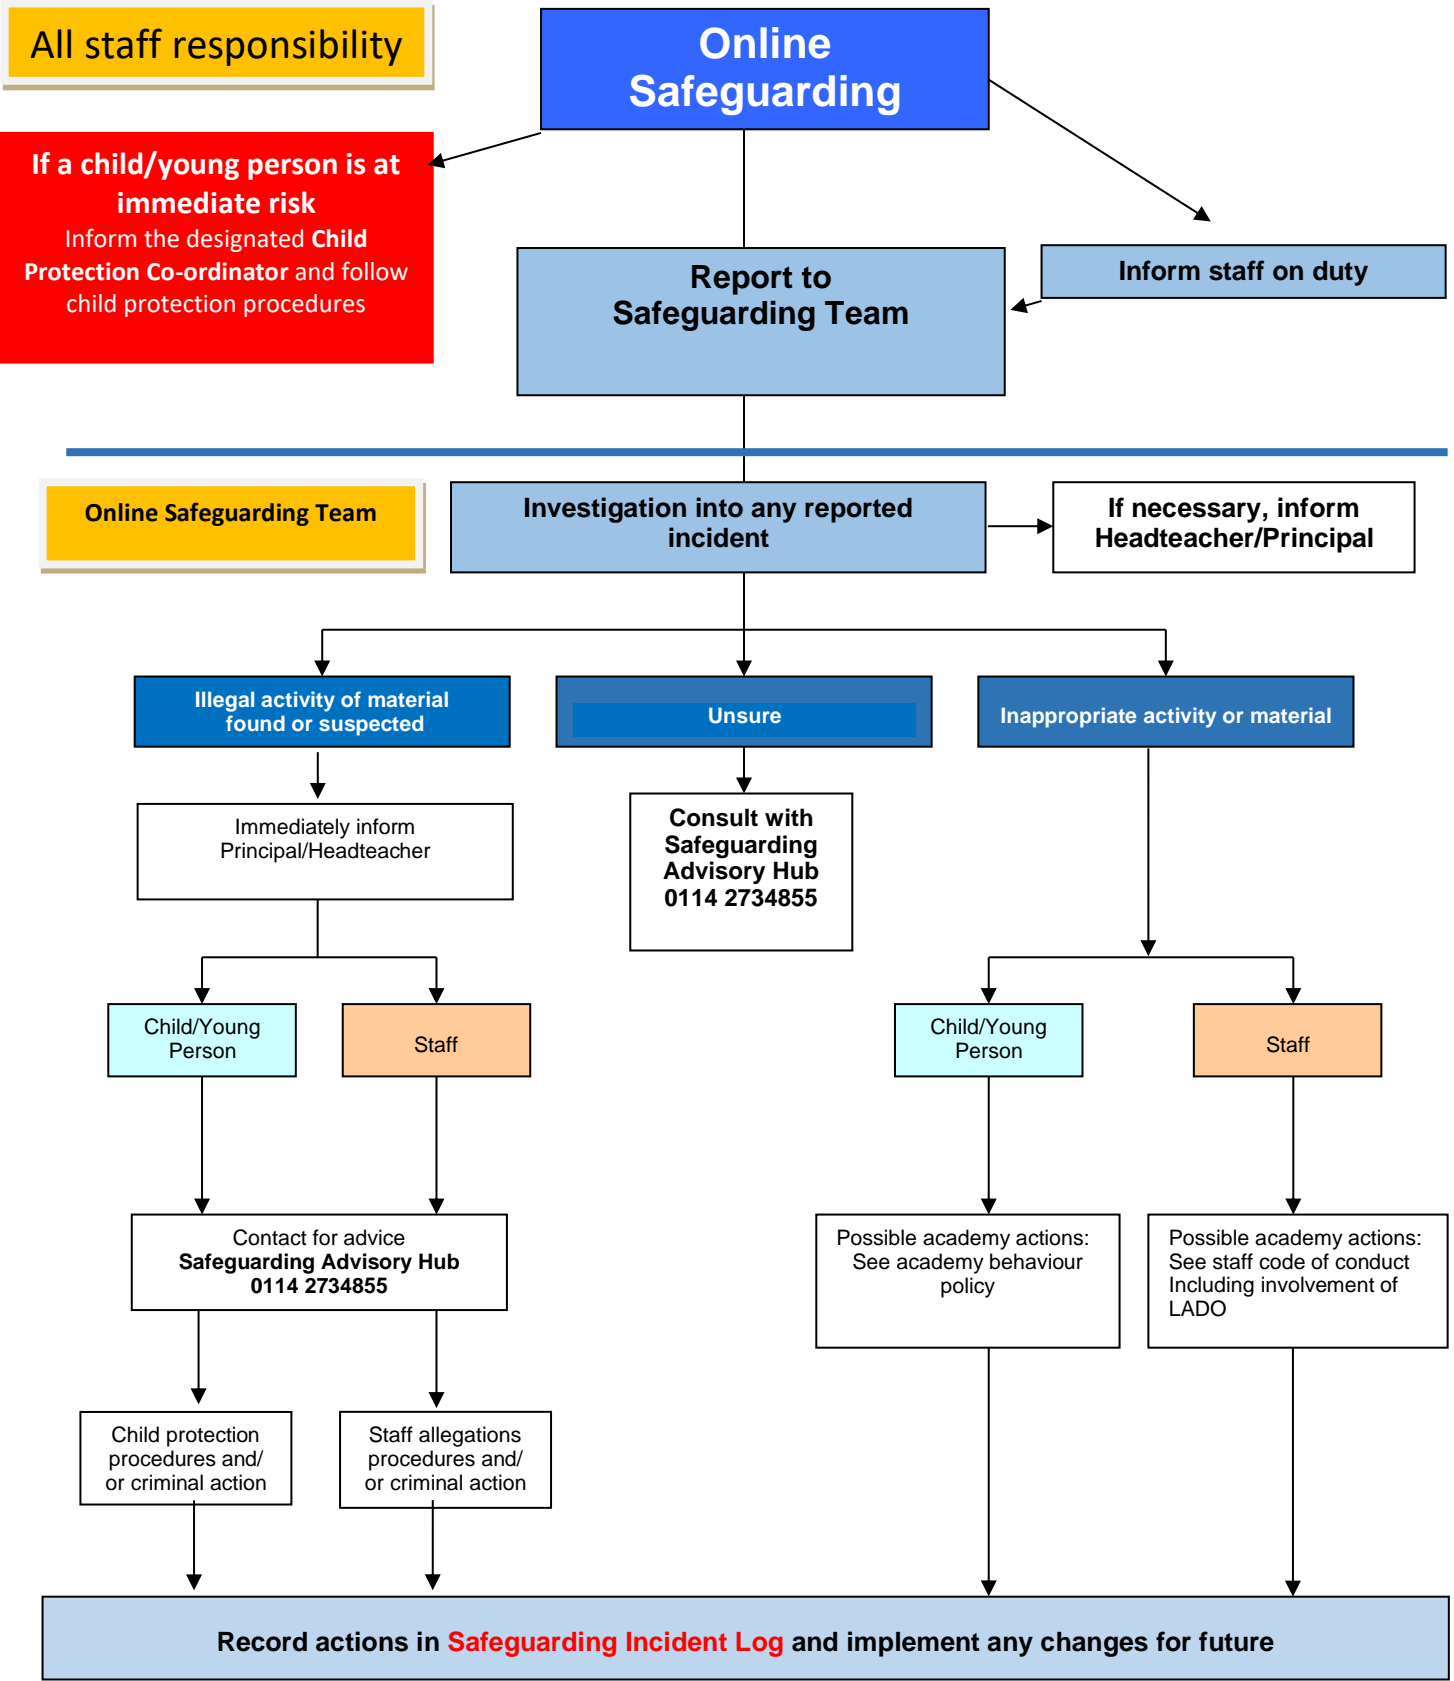 All staff responsibility
Online
Safeguarding
If a child/young person is at
immediate risk
Inform the designated Child
Protection Co-ordinator and follow
child protection procedures
Report to
Safeguarding Team
Inform staff on duty
Online Safeguarding Team
Investigation into any reported
incident
If necessary, inform
Headteacher/Principal
Illegal activity of material
found or suspected
Unsure
Inappropriate activity or material
Immediately inform
Principal/Headteacher
Consult with
Safeguarding
Advisory Hub
0114 2734855
Child/Young
Person
Staff
Child/Young
Person
Staff
Contact for advice
Safeguarding Advisory Hub
0114 2734855
Possible academy actions:
See academy behaviour
policy
Possible academy actions:
See staff code of conduct
Including involvement of
LADO
Child protection
procedures and/
or criminal action
Staff allegations
procedures and/
or criminal action
Record actions in Safeguarding Incident Log and implement any changes for future